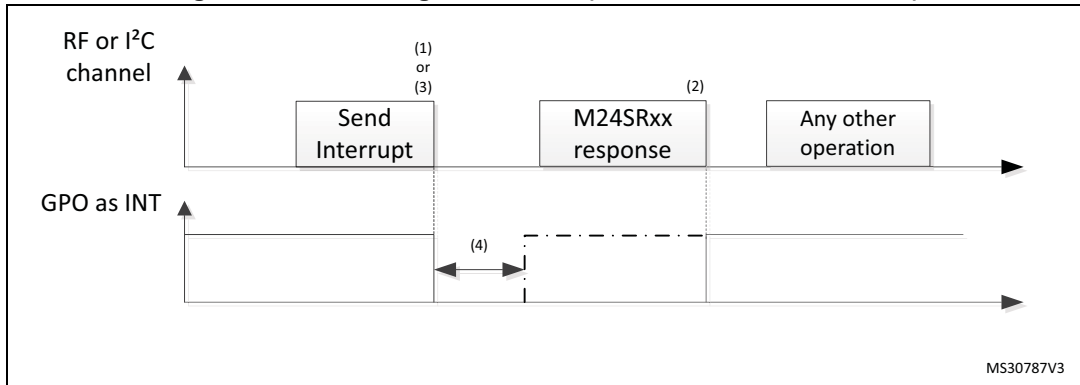 RF or I²C
channel
(1)
or
(3)
(2)
Send
Interrupt
M24SRxx
response
Any other
operation
GPO as INT
(4)
MS30787V3